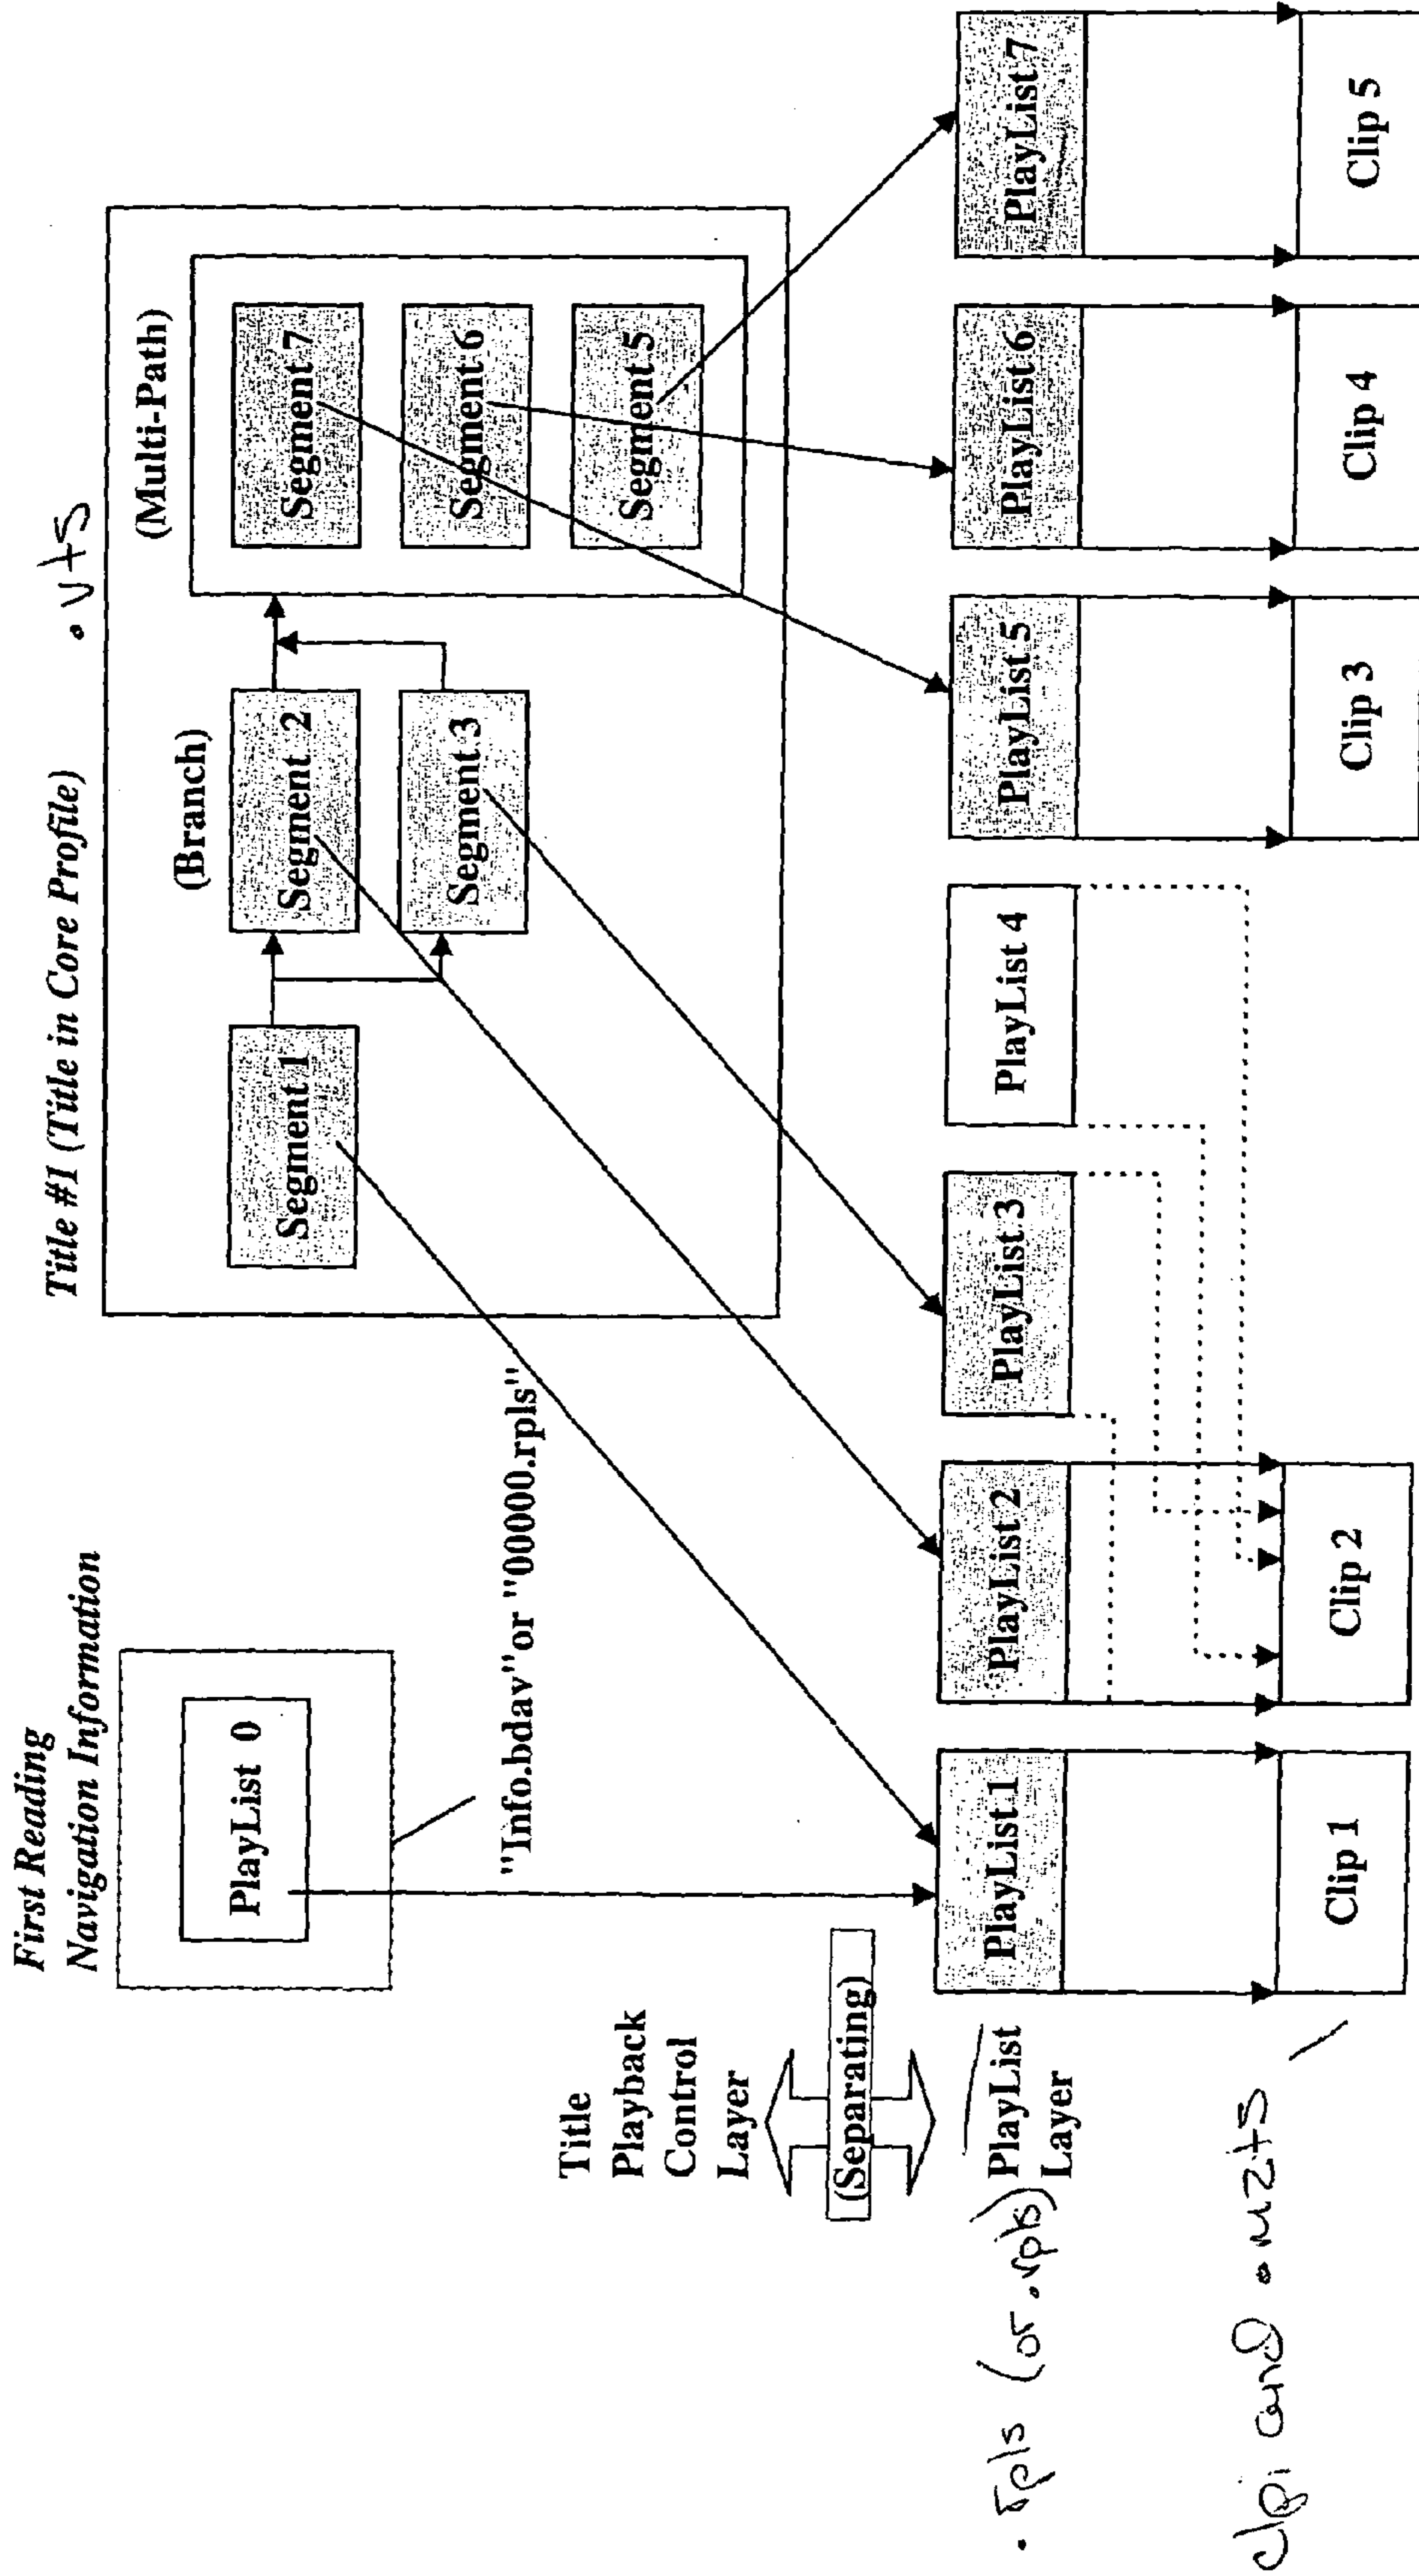 First Reading
Navigation Information
PlayList 0
"Info.bdav"or "00000.rpls"
Title #1 (Title in Core Profile)
.vts
(Branch)
(Multi-Path)
Segment 1
Segment 2
Segment 3
Segment 7
Segment 6
Segment 5
Title
Playback
Control
Layer
(Separating)
PlayList
Layer
.rpls (or .vpls)
PlayList 1
PlayList 2
PlayList 3
PlayList 4
PlayList 5
PlayList 6
PlayList 7
clpi and .m2ts
Clip 1
Clip 2
Clip 3
Clip 4
Clip 5